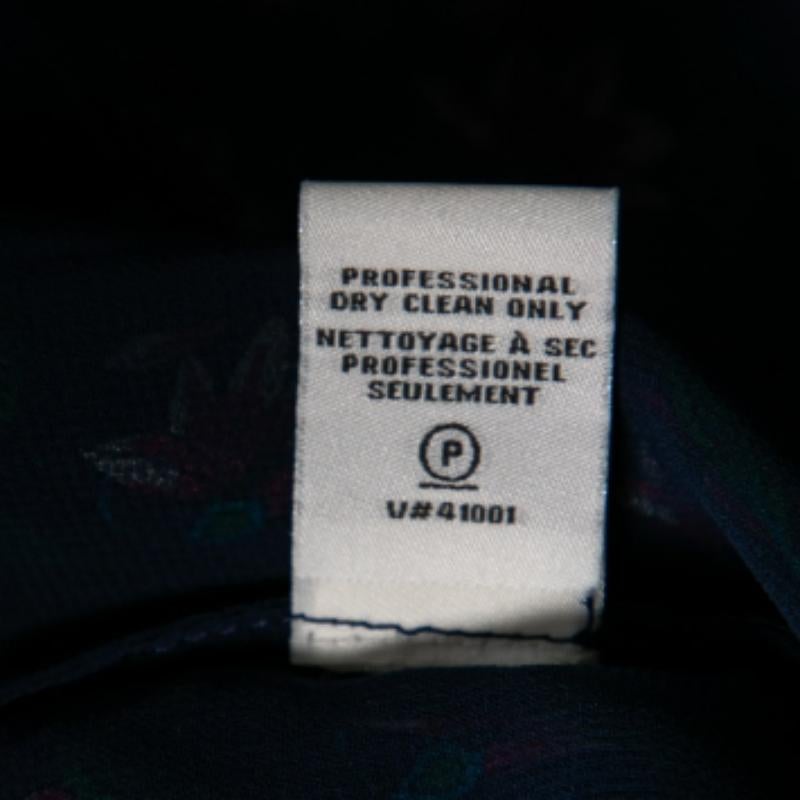 PROFESSIONAL
DRY CLEAN ONLY
NETTOYAGE À SEC
PROFESSIONEL
SEULEMENT
P
V#41001